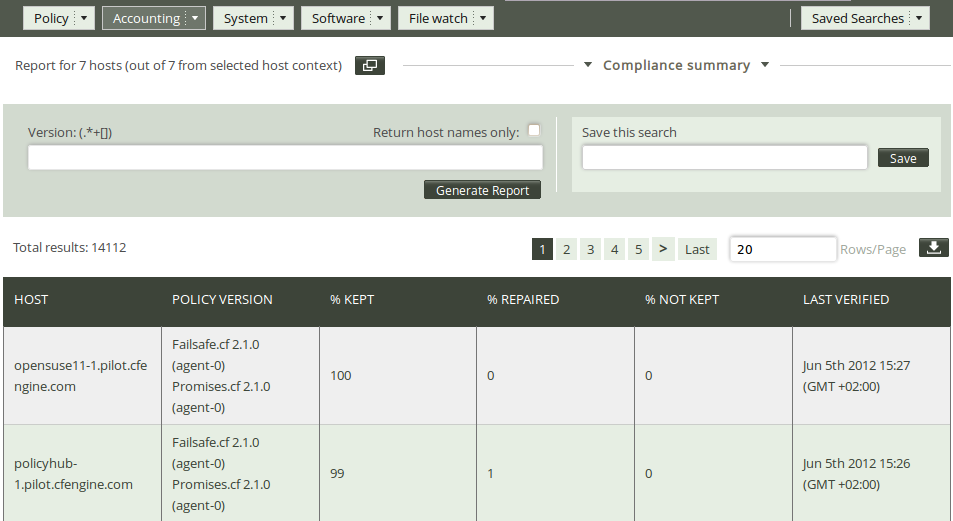 Policy Accounting System Software File watch Saved Searches
Report for 7 hosts (out of 7 from selected host context) Compliance summary
Version: (.*+[]) Return host names only: Save this search
Save
Generate Report
Total results: 14112 1 2 3 4 5 > Last 20 Rows/Page
HOST POLICY VERSION % KEPT % REPAIRED % NOT KEPT LAST VERIFIED
opensuse11-1.pilot.cfe
ngine.com
Failsafe.cf 2.1.0
(agent-0)
Promises.cf 2.1.0
(agent-0)
100
0
0
Jun 5th 2012 15:27
(GMT +02:00)
policyhub-
1.pilot.cfengine.com
Failsafe.cf 2.1.0
(agent-0)
Promises.cf 2.1.0
(agent-0)
99
1
0
Jun 5th 2012 15:26
(GMT +02:00)